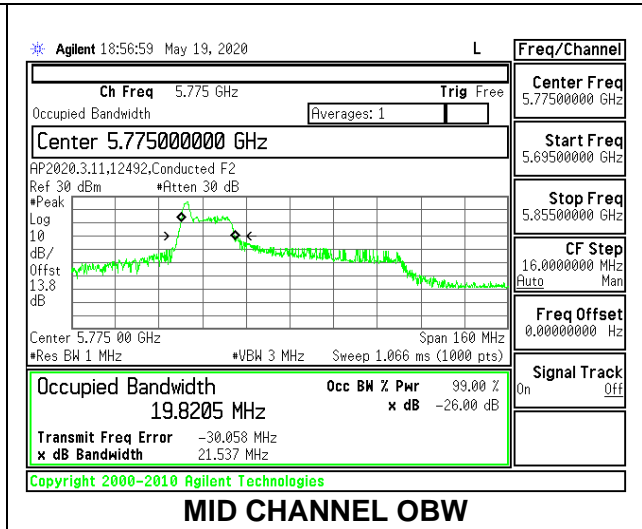 Agilent 18:56:59 May 19, 2020 L
Ch Freq 5.775 GHz Trig Free
Occupied Bandwidth Averages: 1
Center 5.775000000 GHz
AP2020.3.11,12492,Conducted F2
Ref 30 dBm #Atten 30 dB
#Peak
Log
10
dB/
Offst
13.8
dB
Center 5.775 00 GHz Span 160 MHz
#Res BW 1 MHz #VBW 3 MHz Sweep 1.066 ms (1000 pts)
Occupied Bandwidth Occ BW % Pwr 99.00 %
19.8205 MHz x dB -26.00 dB
Transmit Freq Error -30.058 MHz
x dB Bandwidth 21.537 MHz
Copyright 2000-2010 Agilent Technologies
Freq/Channel
Center Freq
5.77500000 GHz
Start Freq
5.69500000 GHz
Stop Freq
5.85500000 GHz
CF Step
16.0000000 MHz
Auto Man
Freq Offset
0.00000000 Hz
Signal Track
On Off
MID CHANNEL OBW